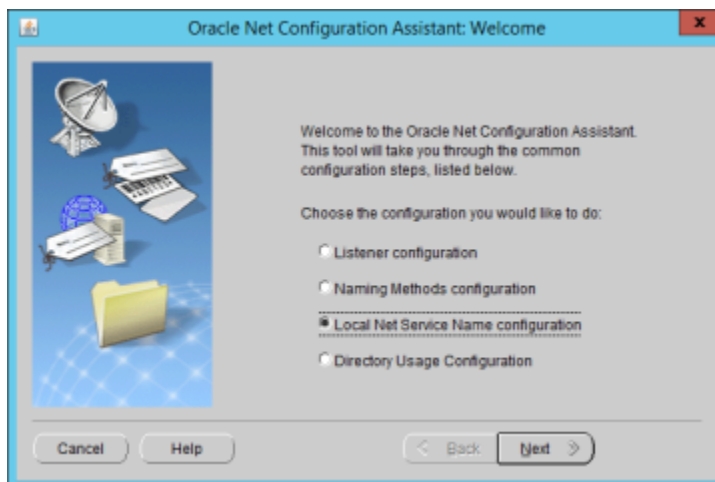 Oracle Net Configuration Assistant: Welcome
x
Welcome to the Oracle Net Configuration Assistant.
This tool will take you through the common
configuration steps, listed below.
Choose the configuration you would like to do:
Listener configuration
Naming Methods configuration
Local Net Service Name configuration
Directory Usage Configuration
Cancel
Help
Back
Next